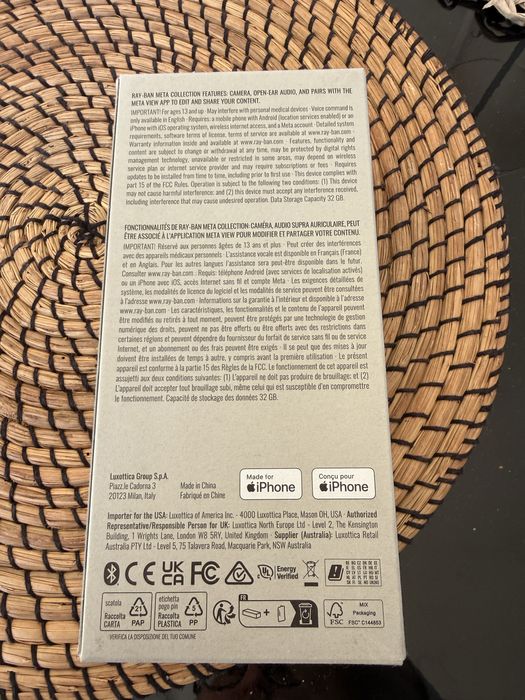 RAY-BAN META COLLECTION FEATURES: CAMERA, OPEN-EAR AUDIO, AND PAIRS WITH THE
META VIEW APP TO EDIT AND SHARE YOUR CONTENT.
IMPORTANT! For ages 13 and up · May interfere with personal medical devices · Voice command is
only available in English · Requires: a mobile phone with Android (location services enabled) or an
iPhone with iOS operating system, wireless internet access, and a Meta account · Detailed system
requirements, software terms of license, terms of service are available at www.ray-ban.com ·
Warranty information inside and available at www.ray-ban.com · Features, functionality and
content are subject to change or withdrawal at any time, may be protected by digital rights
management technology, unavailable or restricted in some areas, may depend on wireless
service plan or internet service provider and may require subscriptions or fees · Requires
updates to be installed from time to time, including prior to first use · This device complies with
part 15 of the FCC Rules. Operation is subject to the following two conditions: (1) This device
may not cause harmful interference; and (2) this device must accept any interference received,
including interference that may cause undesired operation. Data Storage Capacity 32 GB.
FONCTIONNALITÉS DE RAY-BAN META COLLECTION: CAMÉRA, AUDIO SUPRA AURICULAIRE, PEUT
ÊTRE ASSOCIÉ À L'APPLICATION META VIEW POUR MODIFIER ET PARTAGER VOTRE CONTENU.
(IMPORTANT): Réservé aux personnes âgées de 13 ans et plus · Peut créer des interférences
avec des appareils médicaux personnels · L'assistance vocale est disponible en Français (France)
et en Anglais. Pour les autres langues l'assistance sera peut-être disponible dans le futur.
Consulter www.ray-ban.com · Requis: téléphone Android (avec services de localisation activés)
ou un iPhone avec iOS, accès Internet sans fil et compte Meta · Les exigences détaillées de
système, les modalités de licence du logiciel et les modalités de service peuvent être consultées
à l'adresse www.ray-ban.com · Informations sur la garantie à l'intérieur et disponible à l'adresse
www.ray-ban.com · Les caractéristiques, les fonctionnalités et le contenu de l'appareil peuvent
être modifiés ou retirés à tout moment, peuvent être protégés par une technologie de gestion
numérique des droits, peuvent ne pas être offerts ou être offerts avec des restrictions dans
certaines régions et peuvent dépendre du fournisseur du forfait de service sans fil ou de service
Internet, et un abonnement ou des frais peuvent être exigés · Il se peut que des mises à jour
doivent être installées de temps à autre, y compris avant la première utilisation · Le présent
appareil est conforme à la partie 15 des Règles de la FCC. Le fonctionnement de cet appareil est
assujetti aux deux conditions suivantes: (1) L'appareil ne doit pas produire de brouillage; et (2)
L'appareil doit accepter tout brouillage subi, même celui qui est susceptible d'en compromettre
le fonctionnement. Capacité de stockage des données 32 GB.
Luxottica Group S.p.A.
Piazz.le Cadorna 3
20123 Milan, Italy
Made in China
Fabriqué en Chine
Made for
iPhone
Conçu pour
iPhone
Importer for the USA: Luxottica of America Inc. · 4000 Luxottica Place, Mason OH, USA · Authorized
Representative/Responsible Person for UK: Luxottica North Europe Ltd · Level 2, The Kensington
Building, 1 Wrights Lane, London W8 5RY, United Kingdom · Supplier (Australia): Luxottica Retail
Australia PTY Ltd · Level 5, 75 Talavera Road, Macquarie Park, NSW Australia
CE UK CA FC UL Energy Verified
scatola
Raccolta
CARTA
21
PAP
etichetta
pogo pin
Raccolta
PLASTICA
5
PP
FR
FSC
MIX
Packaging
FSC® C144853
VERIFICA LA DISPOSIZIONE DEL TUO COMUNE